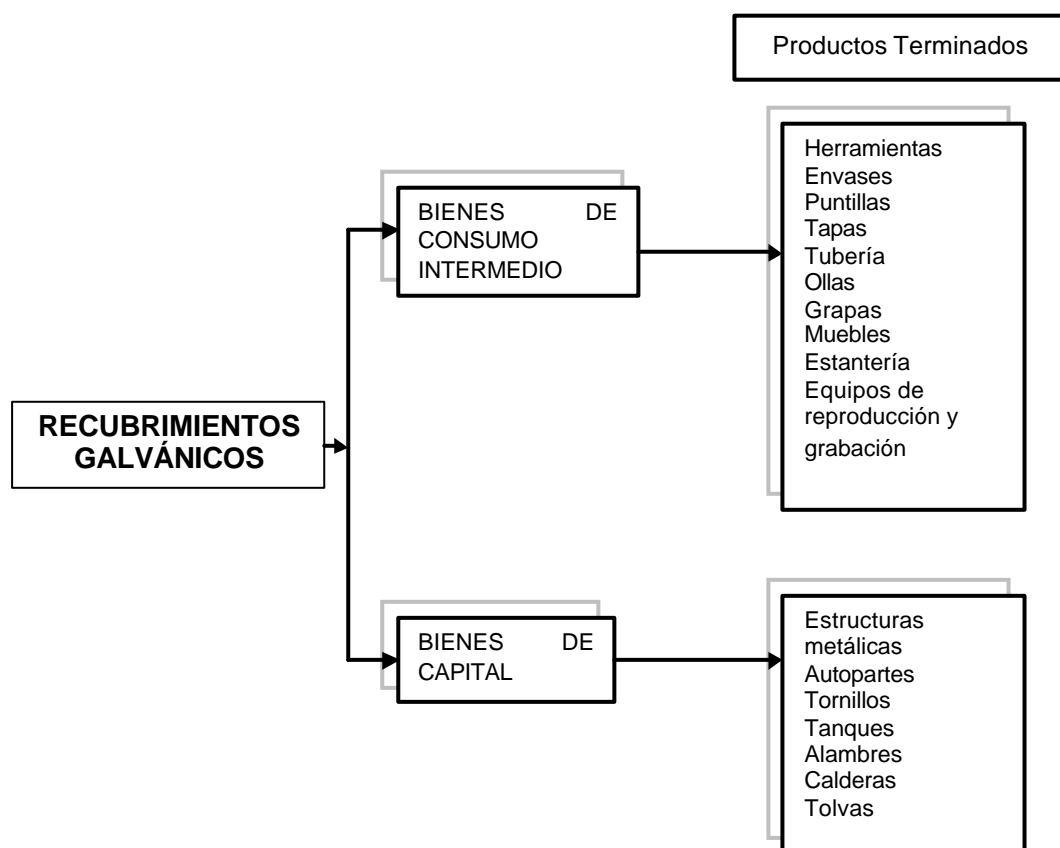 Productos Terminados
Herramientas
Envases
Puntillas
Tapas
Tubería
Ollas
Grapas
Muebles
Estantería
Equipos de
reproducción y
grabación
BIENES DE
CONSUMO
INTERMEDIO
RECUBRIMIENTOS
GALVÁNICOS
BIENES DE
CAPITAL
Estructuras
metálicas
Autopartes
Tornillos
Tanques
Alambres
Calderas
Tolvas